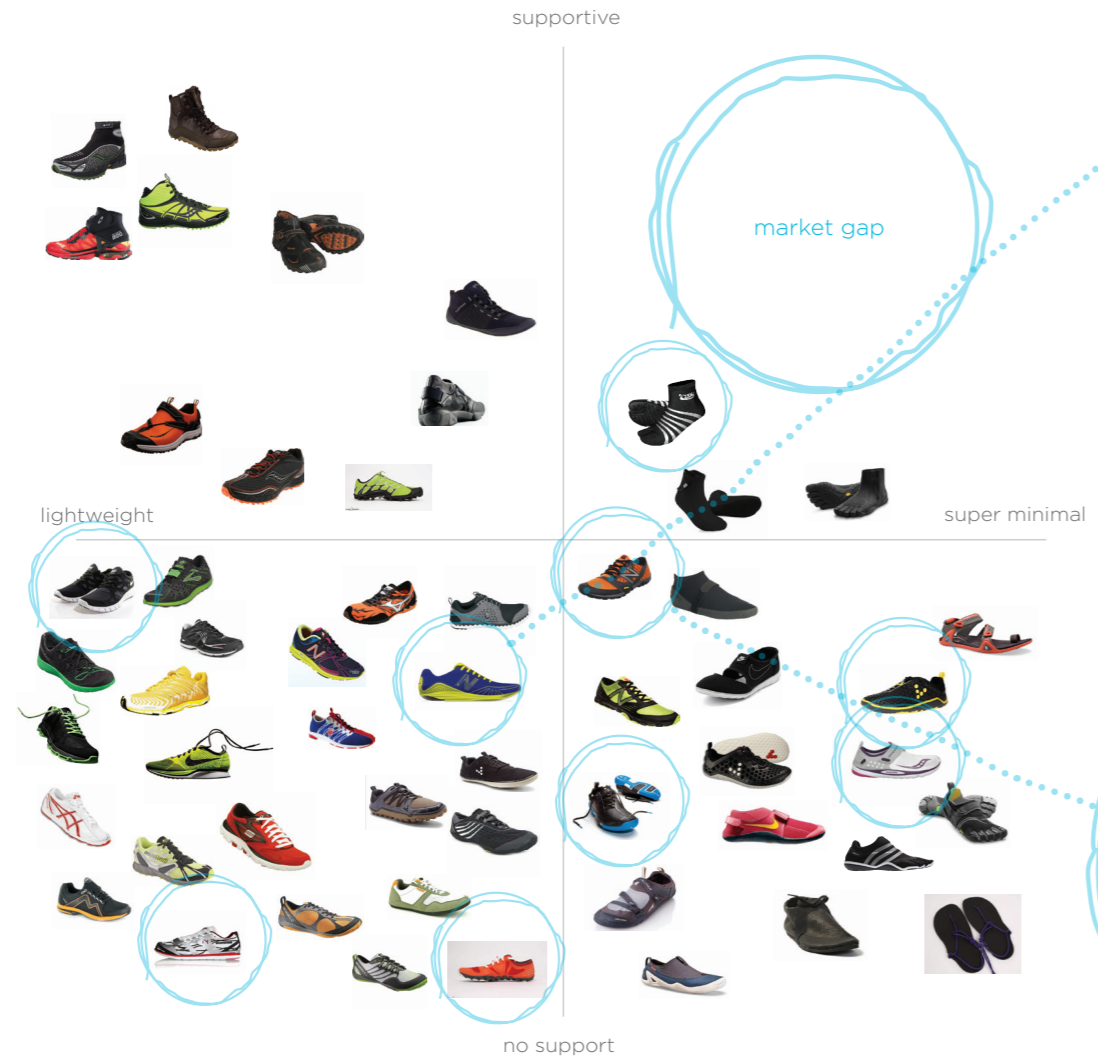 supportive
market gap
lightweight
super minimal
no support